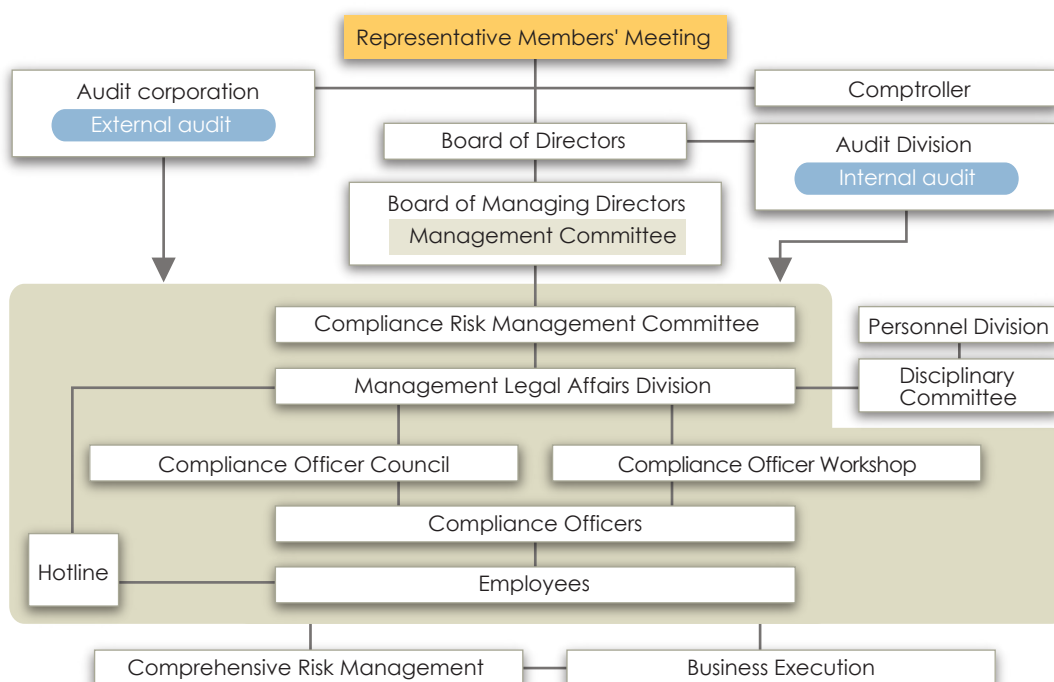 Representative Members' Meeting
Audit corporation
External audit
Comptroller
Board of Directors
Audit Division
Internal audit
Board of Managing Directors
Management Committee
Compliance Risk Management Committee
Personnel Division
Management Legal Affairs Division
Disciplinary
Committee
Compliance Officer Council
Compliance Officer Workshop
Compliance Officers
Hotline
Employees
Comprehensive Risk Management
Business Execution